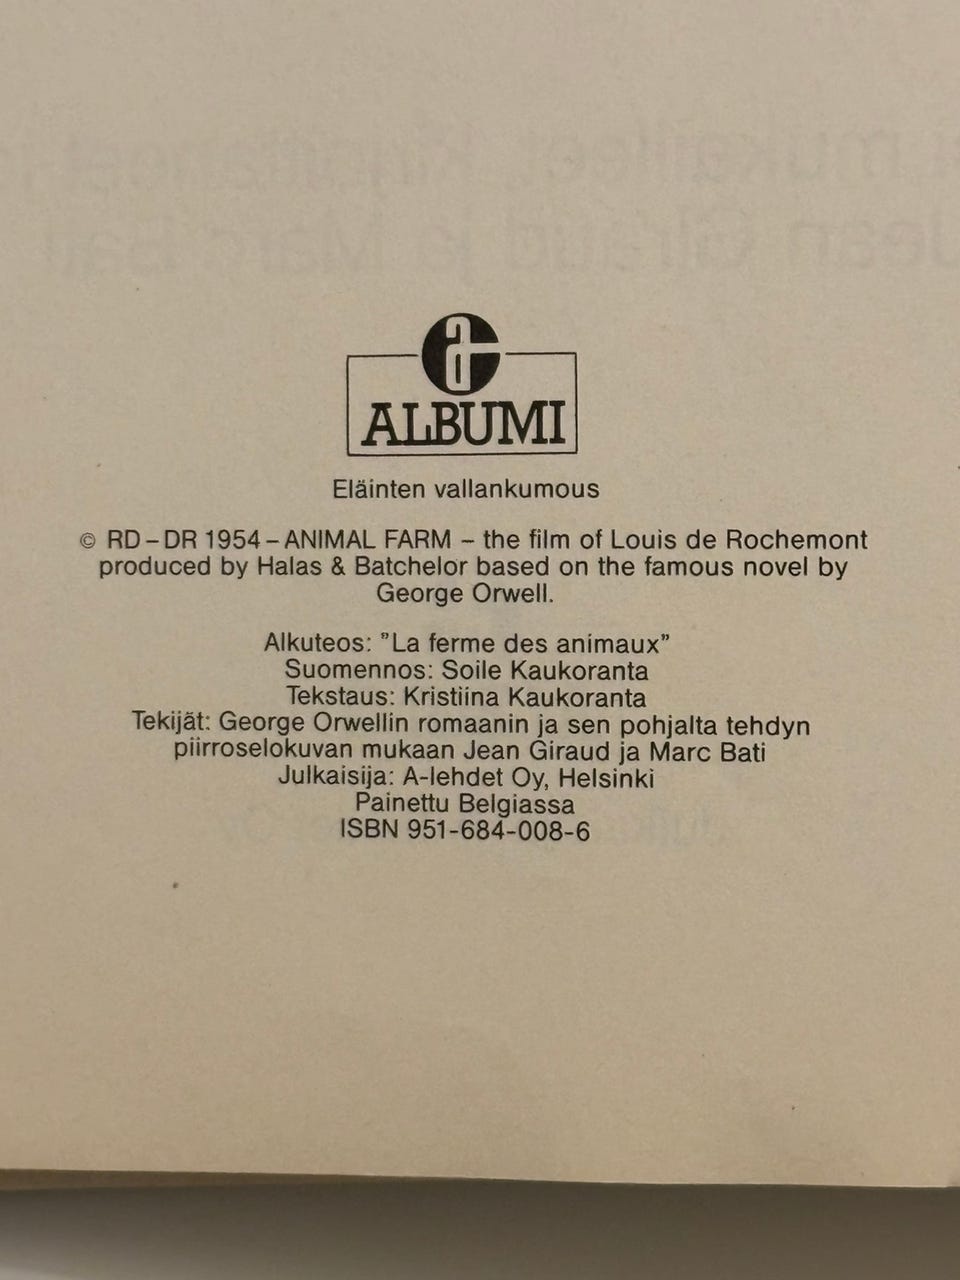 a
ALBUMI
Eläinten vallankumous
© RD – DR 1954 – ANIMAL FARM – the film of Louis de Rochemont
produced by Halas & Batchelor based on the famous novel by
George Orwell.
Alkuteos: ”La ferme des animaux”
Suomennos: Soile Kaukoranta
Tekstaus: Kristiina Kaukoranta
Tekijät: George Orwellin romaanin ja sen pohjalta tehdyn
piirroselokuvan mukaan Jean Giraud ja Marc Bati
Julkaisija: A-lehdet Oy, Helsinki
Painettu Belgiassa
ISBN 951-684-008-6